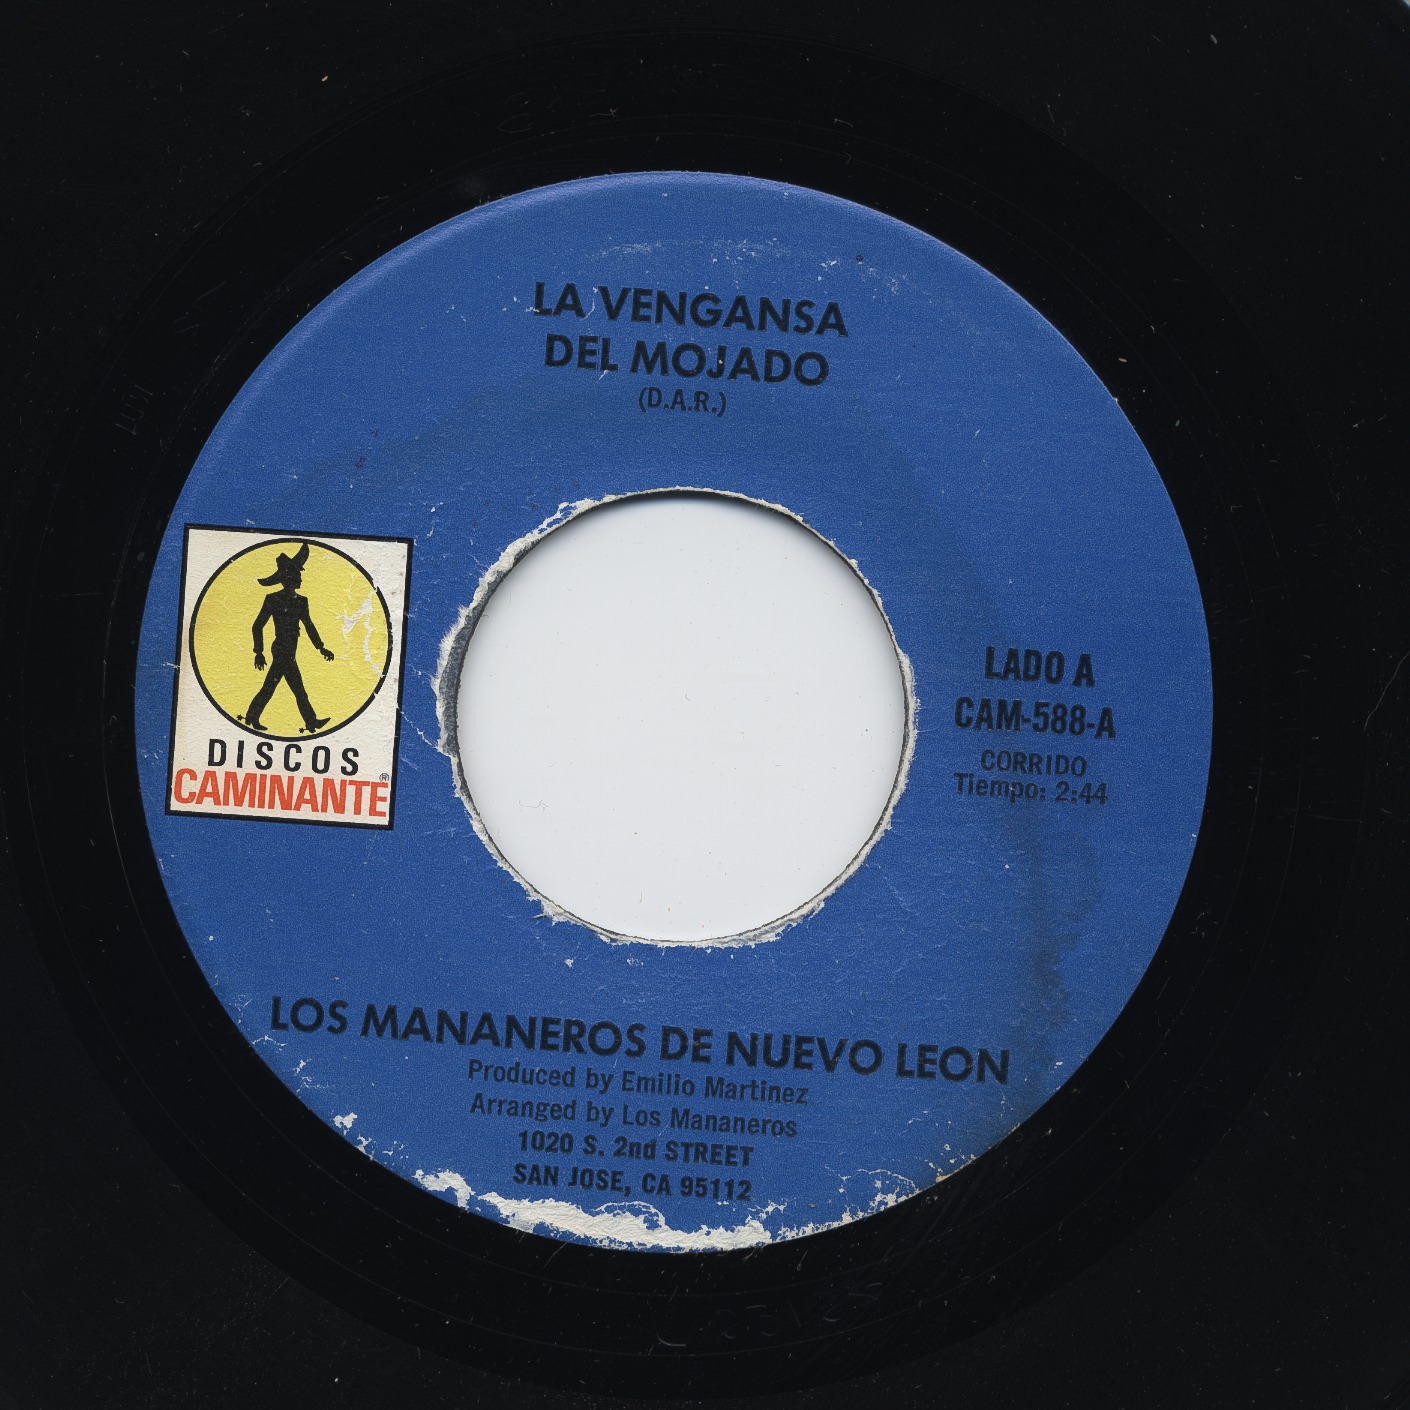 LA VENGANSA
DEL MOJADO
(D.A.R.)
DISCOS
CAMINANTE®
LADO A
CAM-588-A
CORRIDO
Tiempo: 2:44
LOS MANANEROS DE NUEVO LEON
Produced by Emilio Martinez
Arranged by Los Mananeros
1020 S. 2nd STREET
SAN JOSE, CA 95112